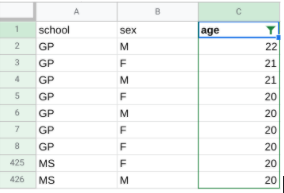 A B C
1 school sex age
2 GP M 22
3 GP F 21
4 GP M 21
5 GP F 20
6 GP M 20
7 GP F 20
8 GP F 20
425 MS F 20
426 MS M 20